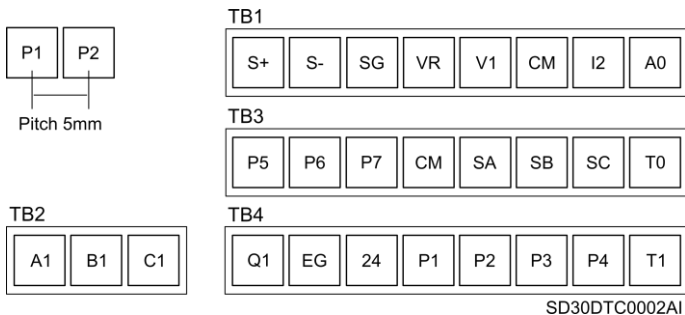 TB1
P1 P2
S+ S- SG VR V1 CM I2 A0
Pitch 5mm
TB3
P5 P6 P7 CM SA SB SC T0
TB2
TB4
A1 B1 C1
Q1 EG 24 P1 P2 P3 P4 T1
SD30DTC0002AI